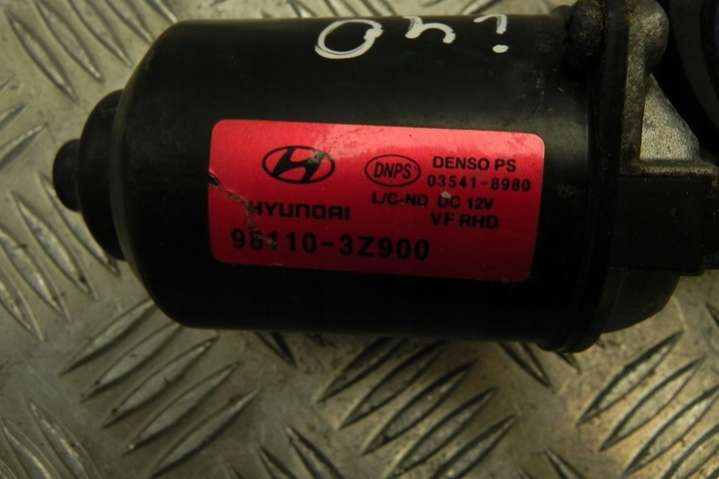 i40
HYUNDAI
98110-3Z900
DNPS
DENSO PS
03541-8980
L/C-ND DC 12V
VF RHD